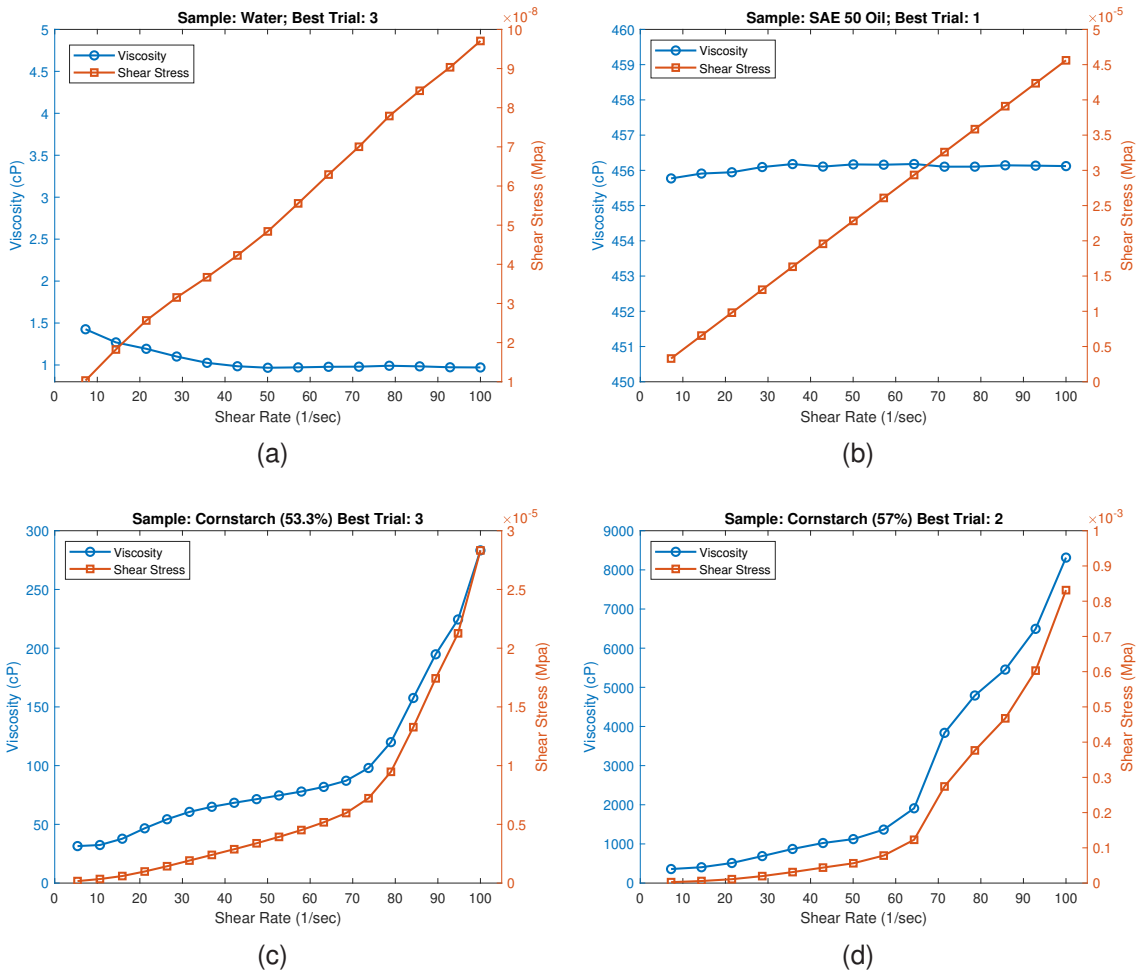 Sample: Water; Best Trial: 3
×10⁻⁸
5
4.5
4
3.5
3
2.5
2
1.5
1
Viscosity (cP)
Viscosity
Shear Stress
10
9
8
7
6
5
4
3
2
1
Shear Stress (Mpa)
0 10 20 30 40 50 60 70 80 90 100
Shear Rate (1/sec)
(a)
Sample: SAE 50 Oil; Best Trial: 1
×10⁻⁵
460
459
458
457
456
455
454
453
452
451
450
Viscosity (cP)
Viscosity
Shear Stress
5
4.5
4
3.5
3
2.5
2
1.5
1
0.5
0
Shear Stress (Mpa)
0 10 20 30 40 50 60 70 80 90 100
Shear Rate (1/sec)
(b)
Sample: Cornstarch (53.3%) Best Trial: 3
×10⁻⁵
300
250
200
150
100
50
0
Viscosity (cP)
Viscosity
Shear Stress
3
2.5
2
1.5
1
0.5
0
Shear Stress (Mpa)
0 10 20 30 40 50 60 70 80 90 100
Shear Rate (1/sec)
(c)
Sample: Cornstarch (57%) Best Trial: 2
×10⁻³
9000
8000
7000
6000
5000
4000
3000
2000
1000
0
Viscosity (cP)
Viscosity
Shear Stress
1
0.9
0.8
0.7
0.6
0.5
0.4
0.3
0.2
0.1
0
Shear Stress (Mpa)
0 10 20 30 40 50 60 70 80 90 100
Shear Rate (1/sec)
(d)